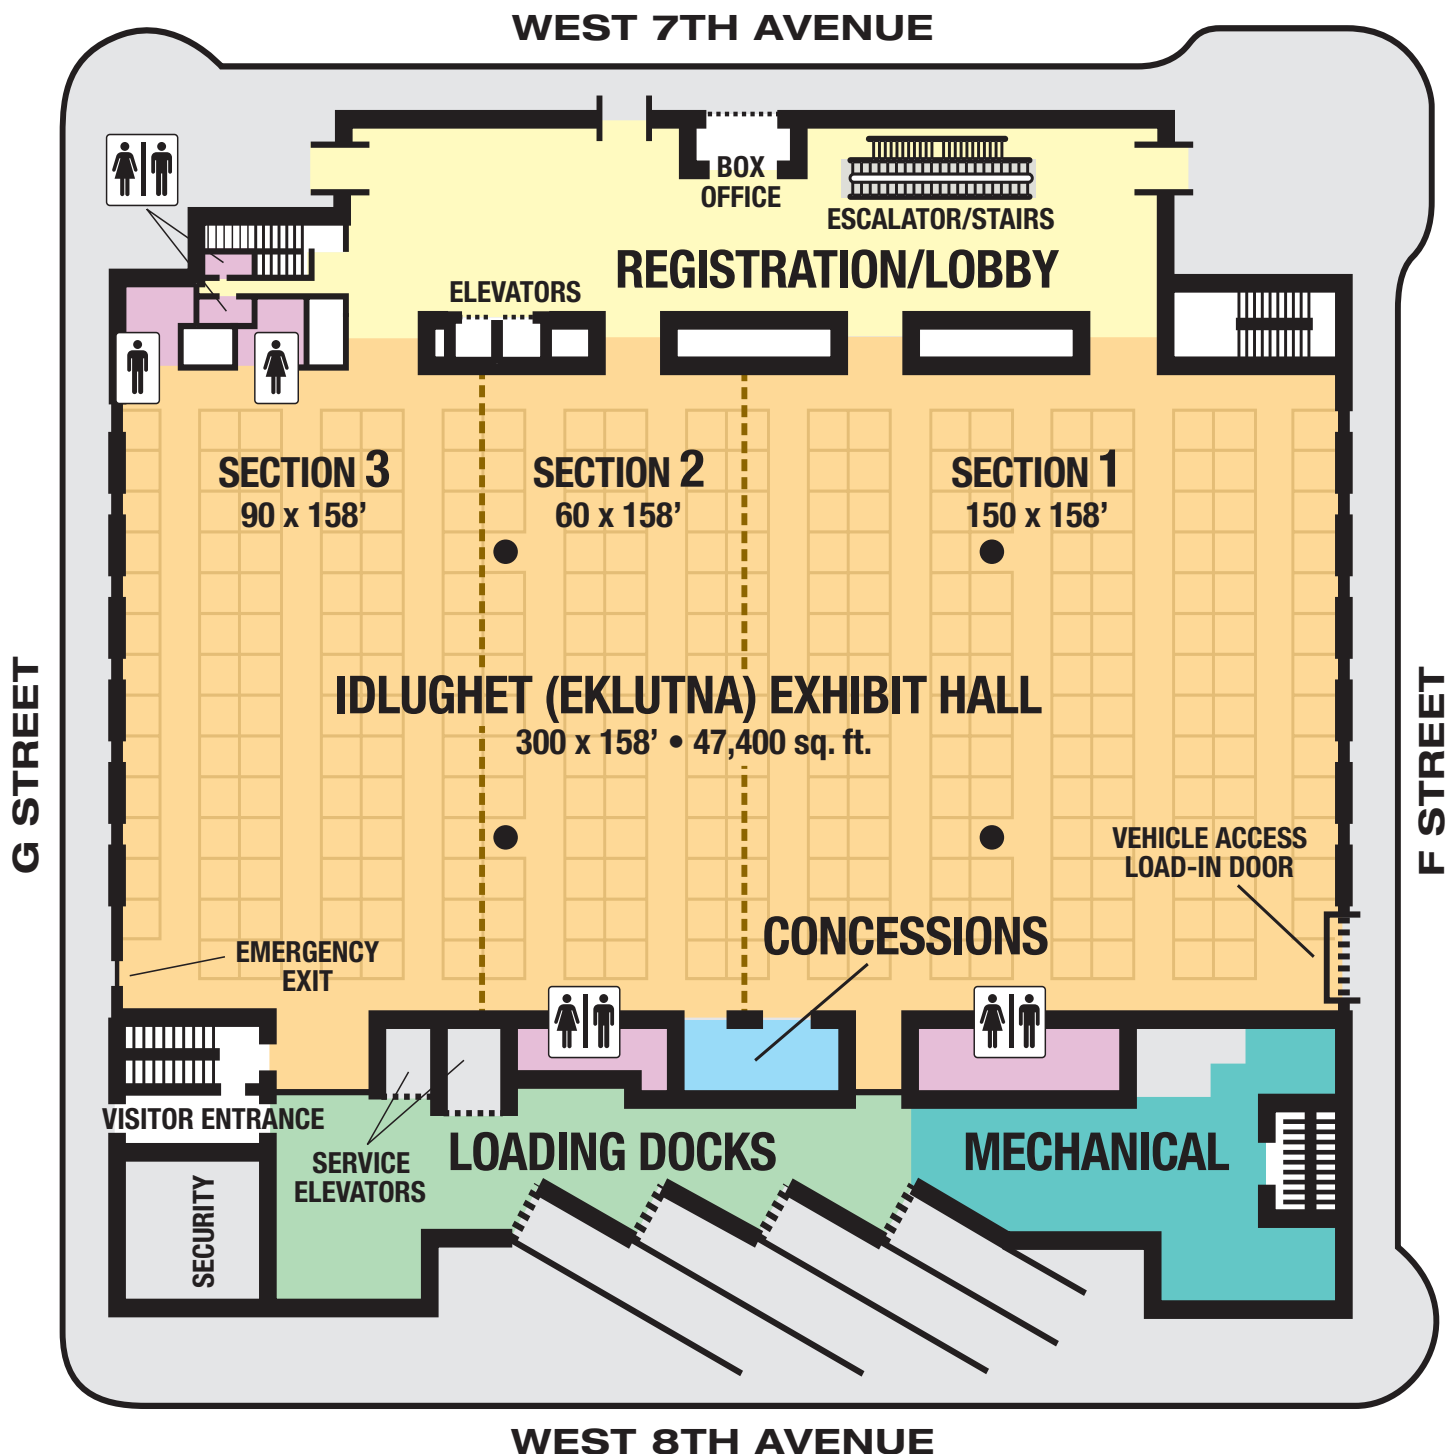 WEST 7TH AVENUE
BOX
OFFICE
ESCALATOR/STAIRS
REGISTRATION/LOBBY
ELEVATORS
SECTION 3
90 x 158’
SECTION 2
60 x 158’
SECTION 1
150 x 158’
G STREET
F STREET
IDLUGHET (EKLUTNA) EXHIBIT HALL
300 x 158’ • 47,400 sq. ft.
VEHICLE ACCESS
LOAD-IN DOOR
CONCESSIONS
EMERGENCY
EXIT
VISITOR ENTRANCE
SERVICE
ELEVATORS
LOADING DOCKS
MECHANICAL
SECURITY
WEST 8TH AVENUE